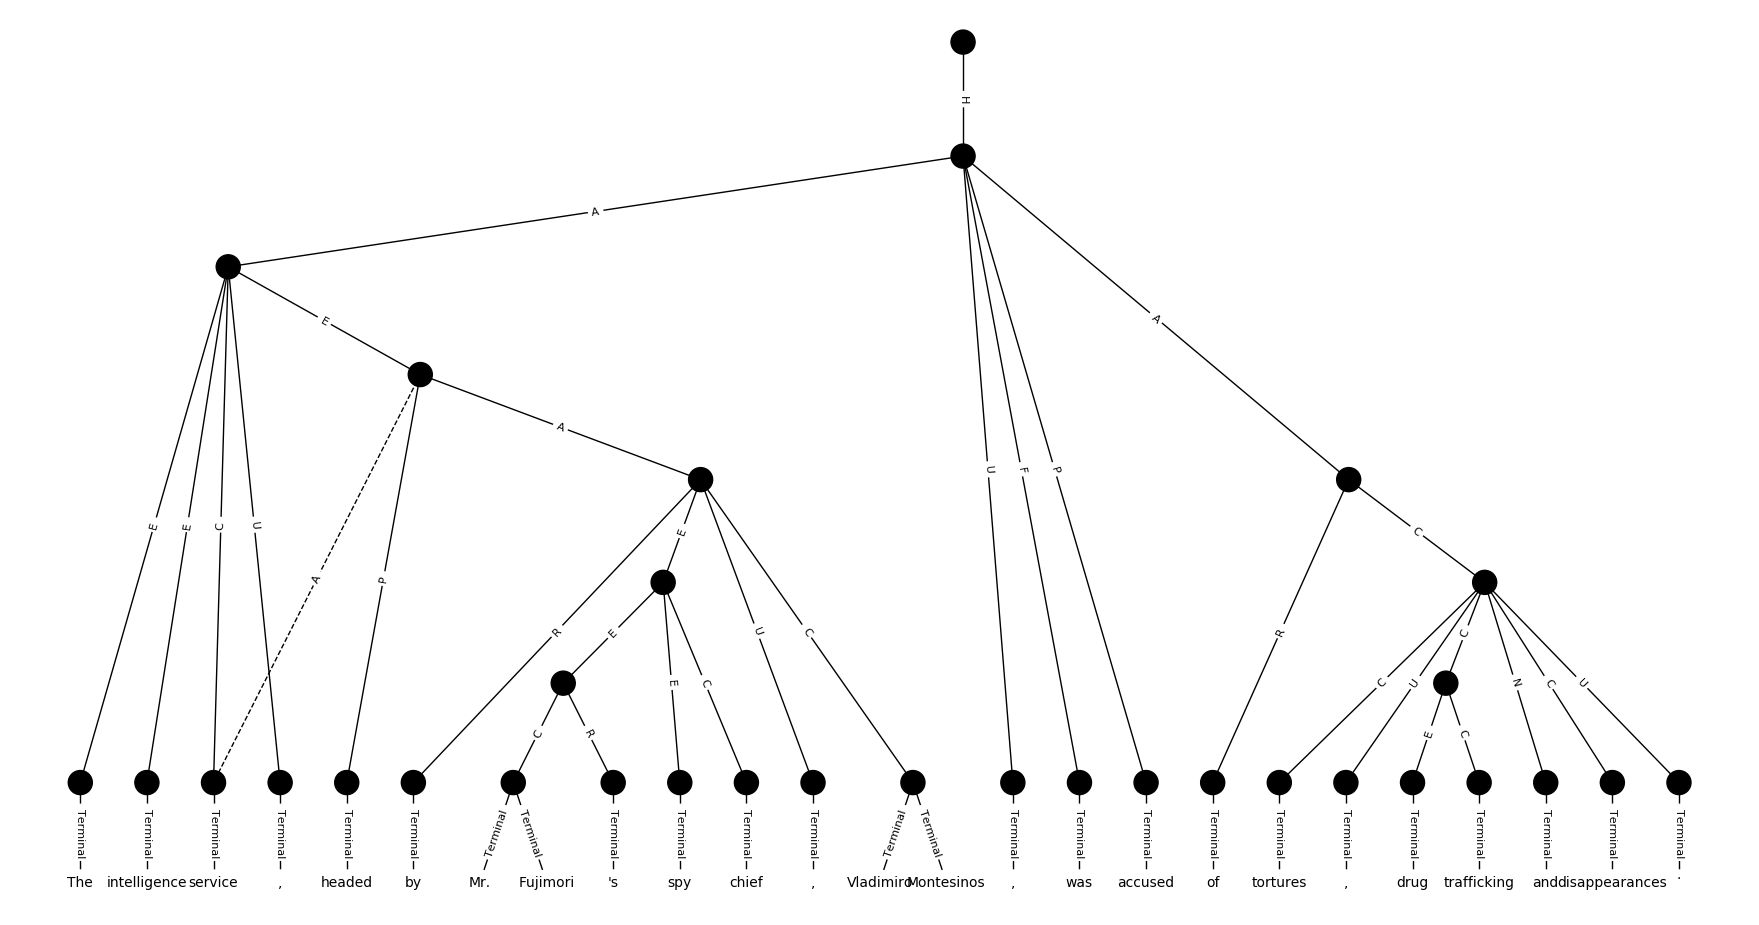 H
A
E A
A
U F P
E E C U
E
C
A P
R E U C R
E C C U C N C U
C R E C
Terminal Terminal Terminal Terminal Terminal Terminal Terminal Terminal Terminal Terminal Terminal Terminal Terminal Terminal Terminal Terminal Terminal Terminal Terminal Terminal Terminal Terminal Terminal Terminal Terminal
The intelligence service , headed by Mr. Fujimori 's spy chief , Vladimiro Montesinos , was accused of tortures , drug trafficking and disappearances .